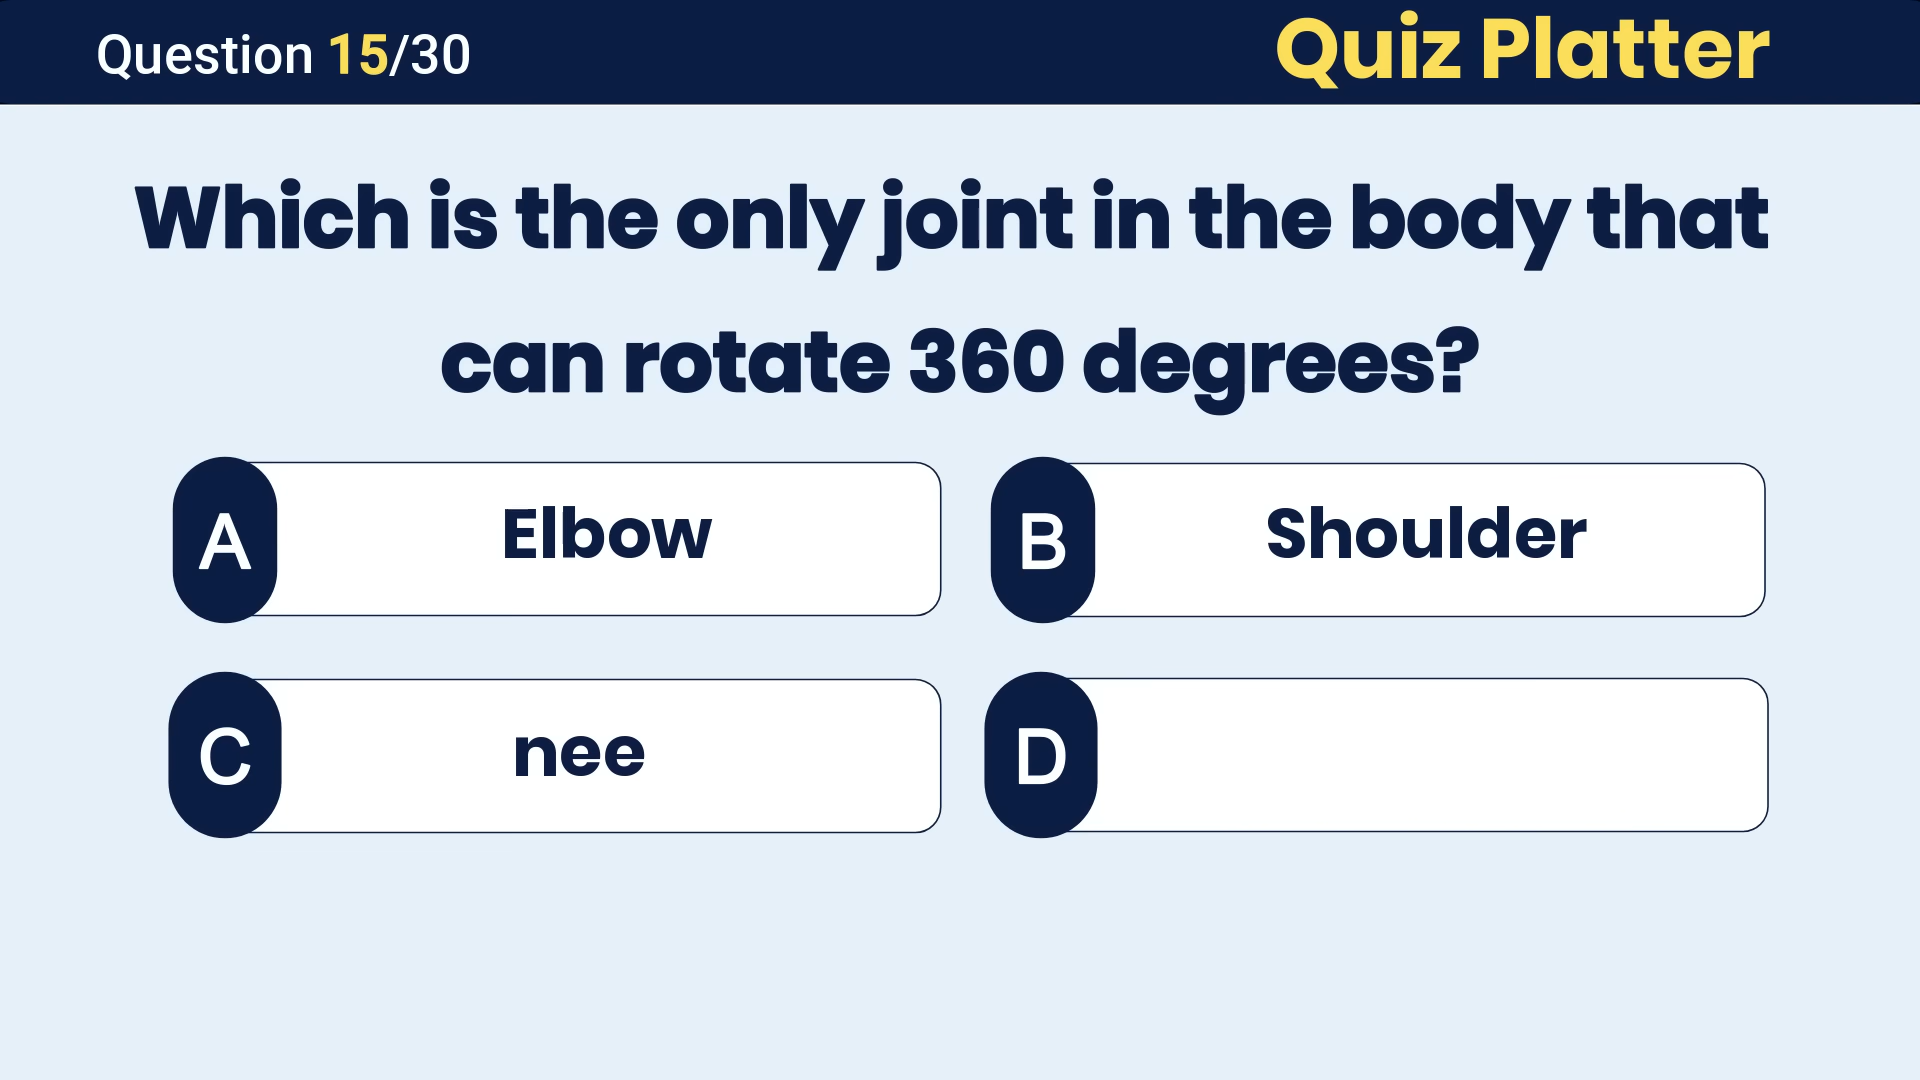 Question 15/30
Quiz Platter
Which is the only joint in the body that
can rotate 360 degrees?
A
Elbow
B
Shoulder
C
nee
D